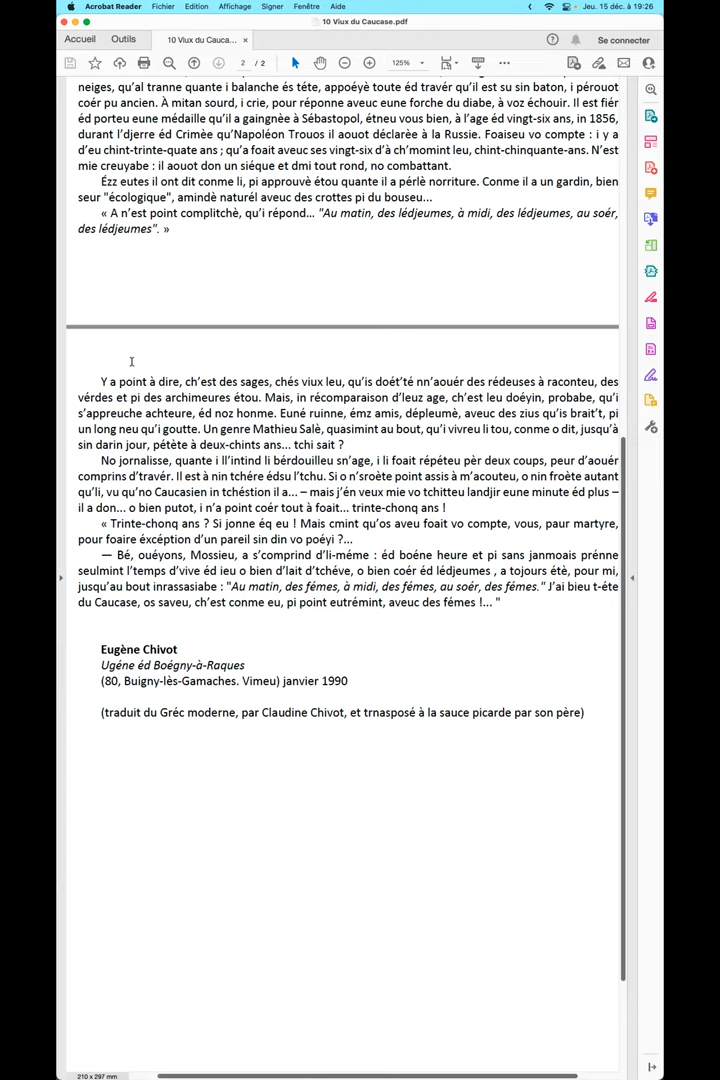 Acrobat Reader Fichier Edition Affichage Signer Fenêtre Aide Jeu. 15 déc. à 19:26
10 Viux du Caucase.pdf
Accueil Outils 10 Viux du Cauca... × Se connecter
2 / 2 125%
neiges, qu'al tranne quante i balanche és téte, appoéyè toute éd travér qu'il est su sin baton, i pérouot
coér pu ancien. À mitan sourd, i crie, pour réponne aveuc eune forche du diabe, à voz échouir. Il est fiér
éd porteu eune médaille qu'il a gaingnèe à Sébastopol, étneu vous bien, à l'age éd vingt-six ans, in 1856,
durant l'djerre éd Crimèe qu'Napoléon Trouos il aouot déclarèe à la Russie. Foaiseu vo compte : i y a
d'eu chint-trinte-quate ans ; qu'a foait aveuc ses vingt-six d'à ch'momint leu, chint-chinquante-ans. N'est
mie creuyabe : il aouot don un siéque et dmi tout rond, no combattant.
Ézz eutes il ont dit conme li, pi approuvè étou quante il a pérlè norriture. Conme il a un gardin, bien
seur "écologique", amindè naturél aveuc des crottes pi du bouseu...
« A n'est point complitchè, qu'i répond... "Au matin, des lédjeumes, à midi, des lédjeumes, au soér,
des lédjeumes". »
Y a point à dire, ch'est des sages, chés viux leu, qu'is doét'té nn'aouér des rédeuses à raconteu, des
vérdes et pi des archimeures étou. Mais, in récomparaison d'leuz age, ch'est leu doéyin, probabe, qu'i
s'appreuche achteure, éd noz honme. Euné ruinne, émz amis, dépleumè, aveuc des zius qu'is brait't, pi
un long neu qu'i goutte. Un genre Mathieu Salè, quasimint au bout, qu'i vivreu li tou, conme o dit, jusqu'à
sin darin jour, pétète à deux-chints ans... tchi sait ?
No jornalisse, quante i ll'intind li bérdouilleu sn'age, i li foait répéteu pèr deux coups, peur d'aouér
comprins d'travér. Il est à nin tchére édsu l'tchu. Si o n'sroète point assis à m'acouteu, o nin froète autant
qu'li, vu qu'no Caucasien in tchéstion il a... – mais j'én veux mie vo tchitteu landjir eune minute éd plus –
il a don... o bien putot, i n'a point coér tout à foait... trinte-chonq ans !
« Trinte-chonq ans ? Si jonne éq eu ! Mais cmint qu'os aveu foait vo compte, vous, paur martyre,
pour foaire éxcéption d'un pareil sin din vo poéyi ?...
— Bé, ouéyons, Mossieu, a s'comprind d'li-méme : éd boéne heure et pi sans janmoais prénne
seulmint l'temps d'vive éd ieu o bien d'lait d'tchéve, o bien coér éd lédjeumes , a tojours étè, pour mi,
jusqu'au bout inrassasiabe : "Au matin, des fémes, à midi, des fémes, au soér, des fémes." J'ai bieu t-éte
du Caucase, os saveu, ch'est conme eu, pi point eutrémint, aveuc des fémes !... "
Eugène Chivot
Ugéne éd Boégny-à-Raques
(80, Buigny-lès-Gamaches. Vimeu) janvier 1990
(traduit du Gréc moderne, par Claudine Chivot, et trnasposé à la sauce picarde par son père)
210 x 297 mm